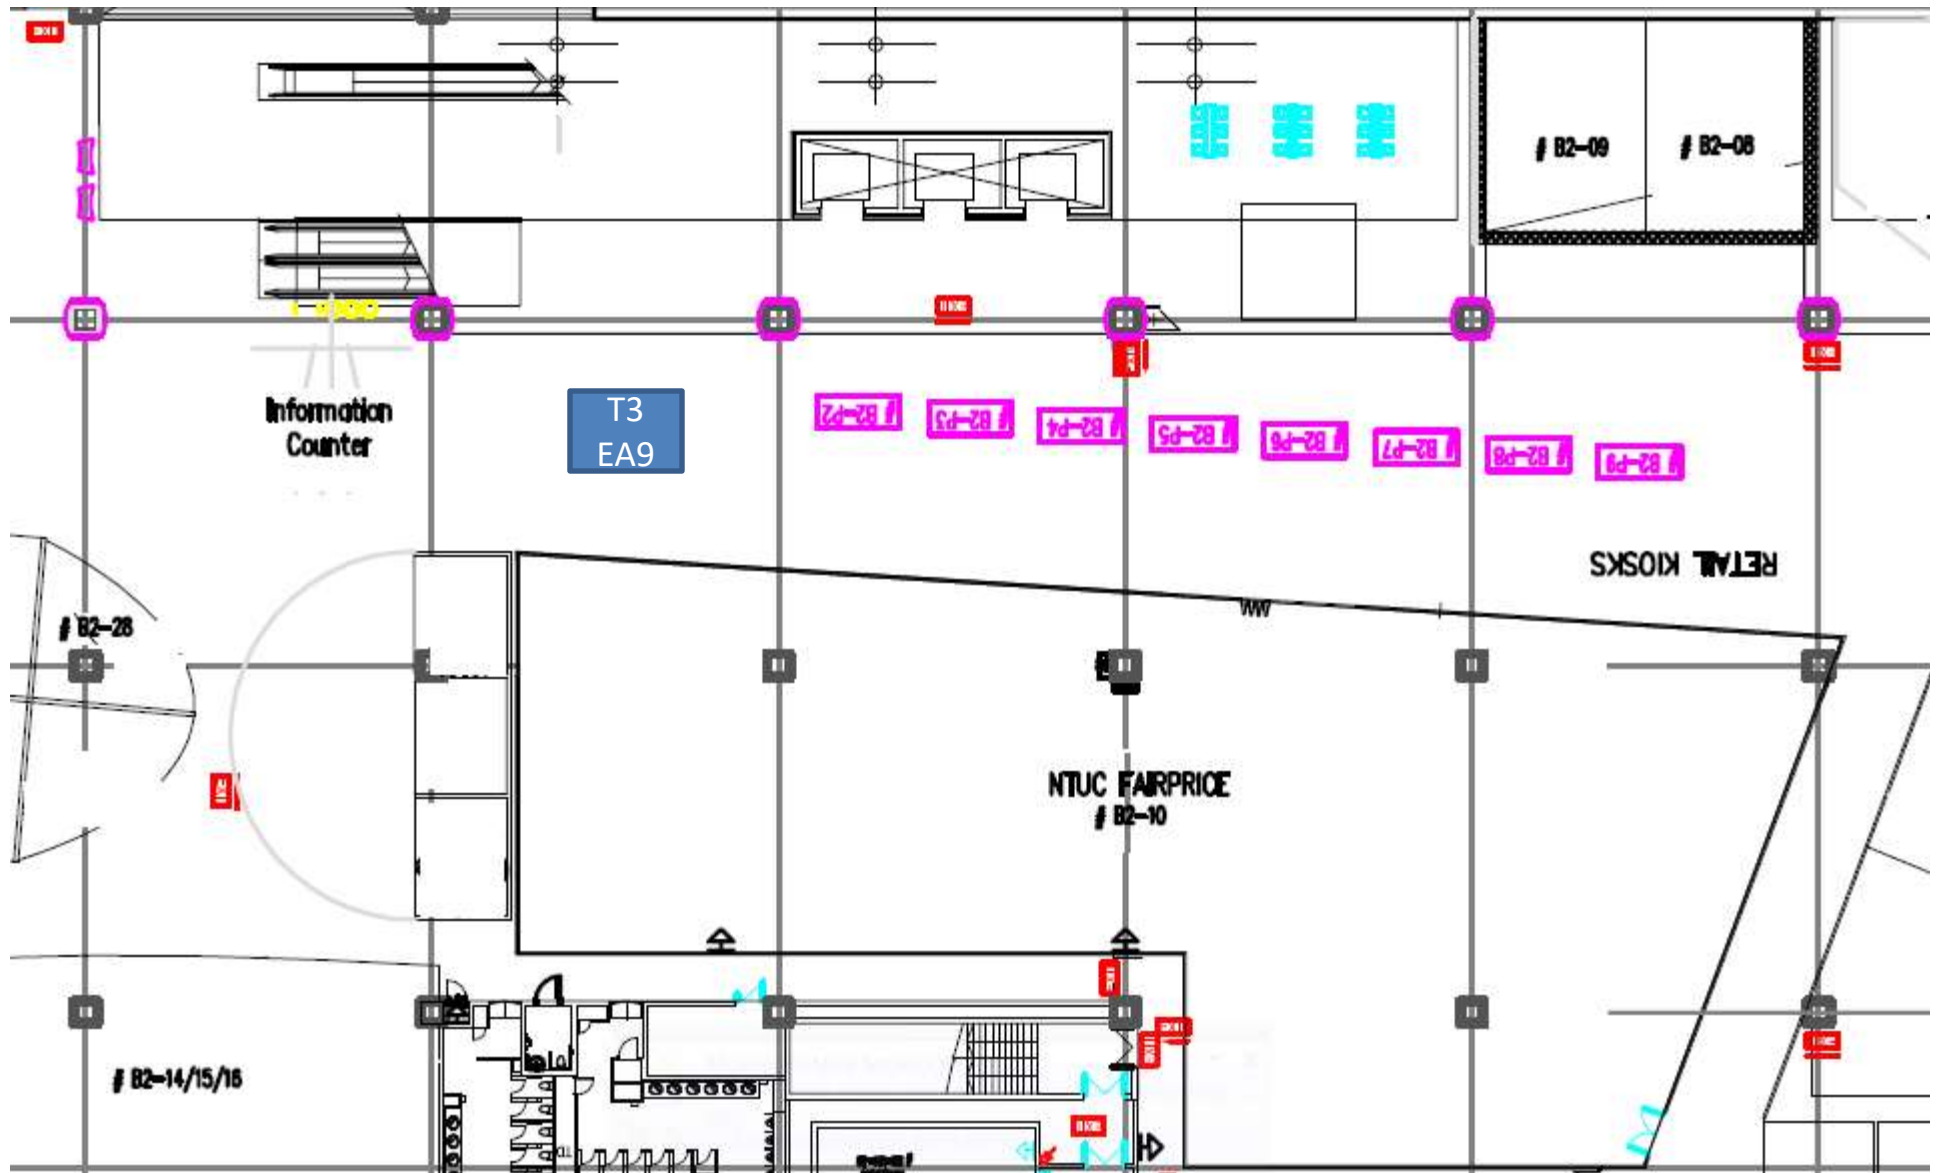 # B2-09
# B2-08
Information
Counter
T3
EA9
# B2-P2
# B2-P3
# B2-P4
# B2-P5
# B2-P6
# B2-P7
# B2-P8
# B2-P9
RETAIL KIOSKS
# B2-28
NTUC FAIRPRICE
# B2-10
# B2-14/15/16